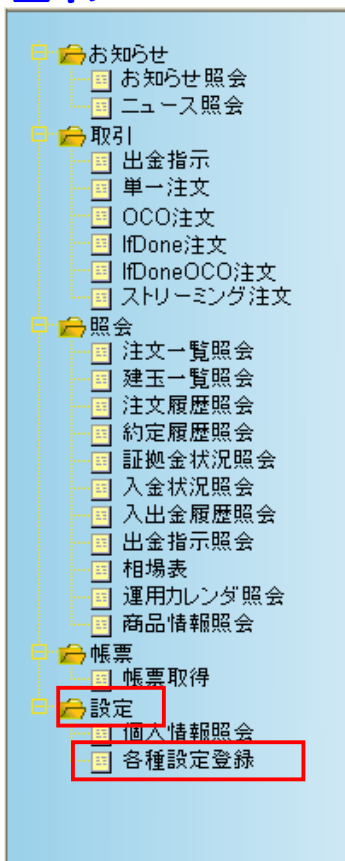 お知らせ
お知らせ照会
ニュース照会
取引
出金指示
単一注文
OCO注文
IfDone注文
IfDoneOCO注文
ストリーミング注文
照会
注文一覧照会
建玉一覧照会
注文履歴照会
約定履歴照会
証拠金状況照会
入金状況照会
入出金履歴照会
出金指示照会
相場表
運用カレンダ照会
商品情報照会
帳票
帳票取得
設定
個人情報照会
各種設定登録